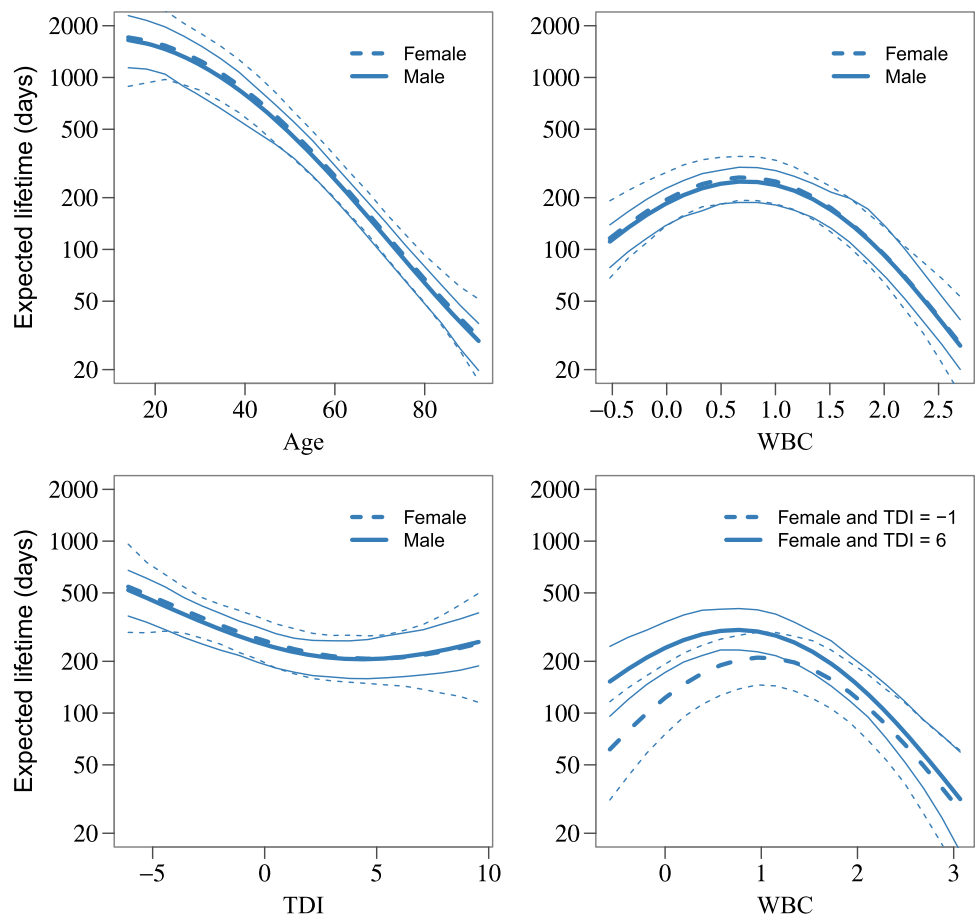 Expected lifetime (days)
2000
1000
500
200
100
50
20
Female
Male
20 40 60 80
Age
2000
1000
500
200
100
50
20
Female
Male
−0.5 0.0 0.5 1.0 1.5 2.0 2.5
WBC
Expected lifetime (days)
2000
1000
500
200
100
50
20
Female
Male
−5 0 5 10
TDI
2000
1000
500
200
100
50
20
Female and TDI = −1
Female and TDI = 6
0 1 2 3
WBC